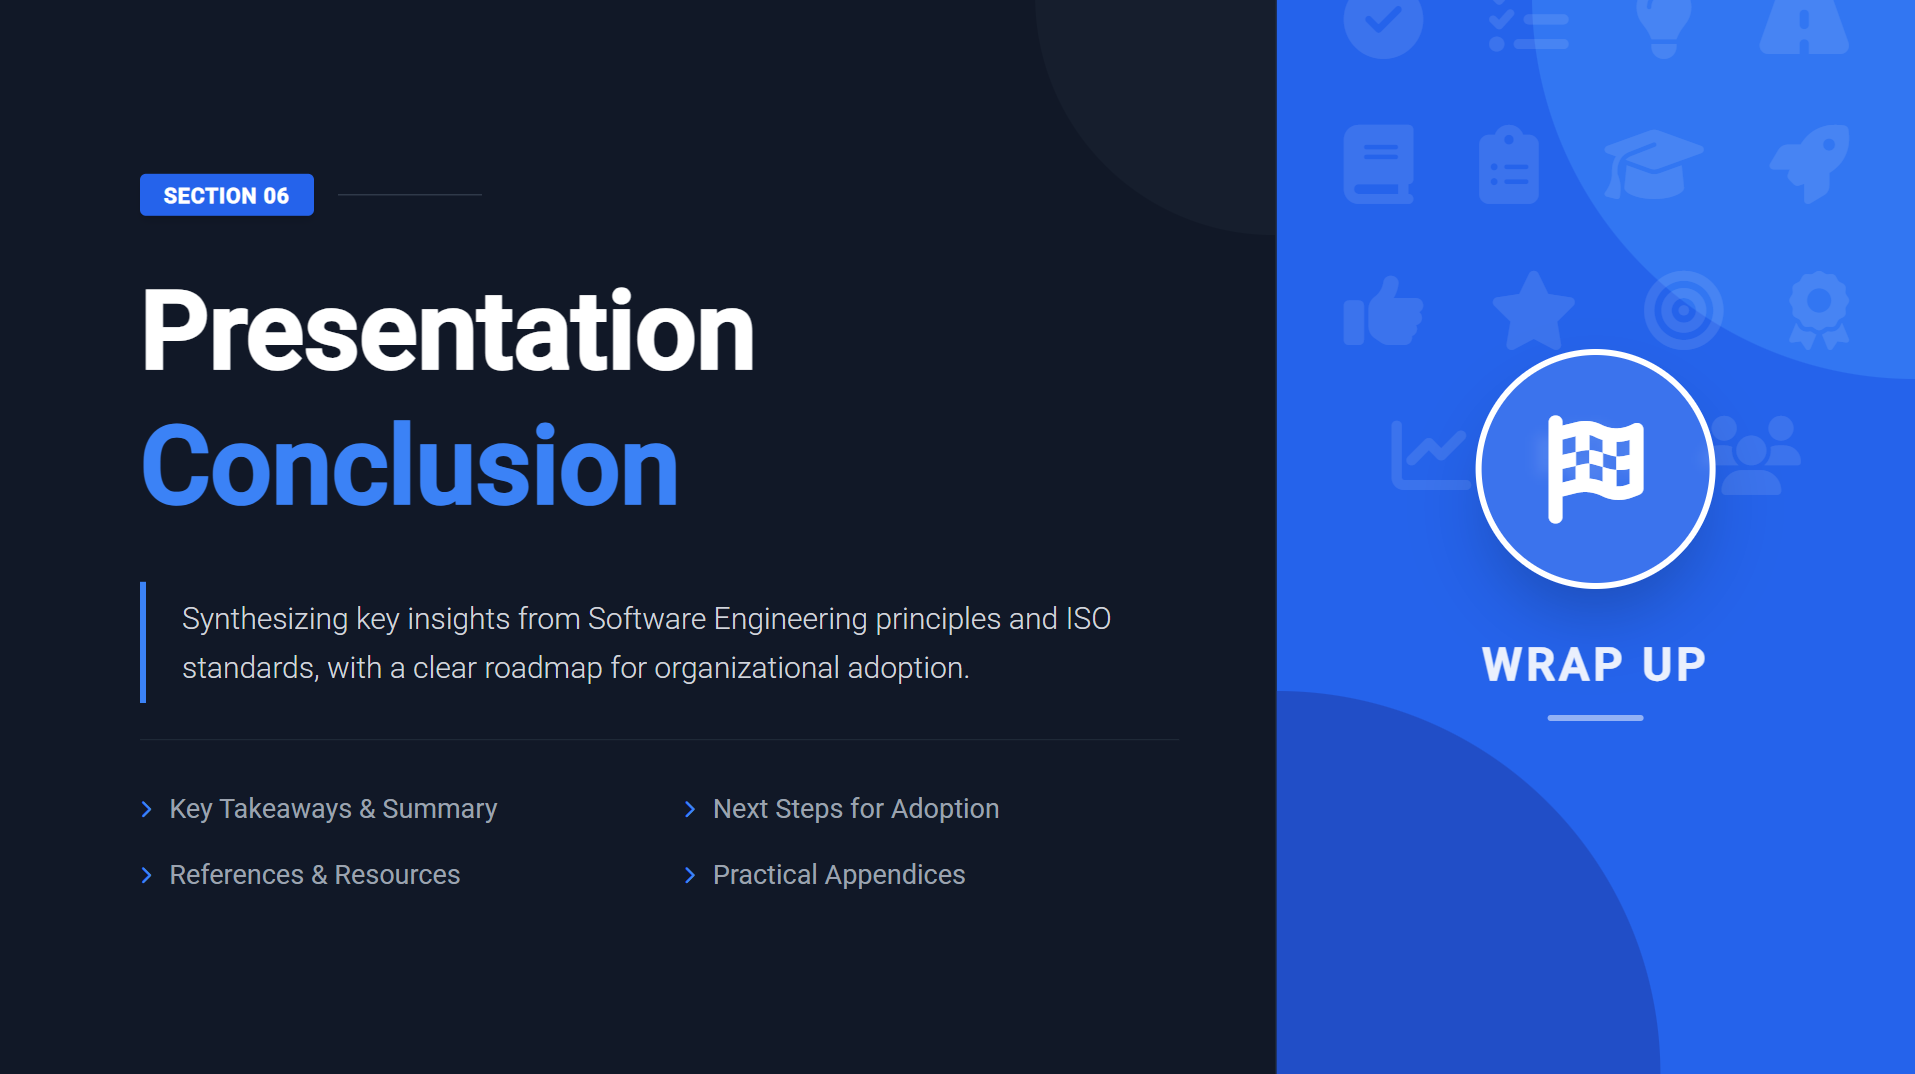 SECTION 06
Presentation
Conclusion
Synthesizing key insights from Software Engineering principles and ISO
standards, with a clear roadmap for organizational adoption.
Key Takeaways & Summary
Next Steps for Adoption
References & Resources
Practical Appendices
WRAP UP